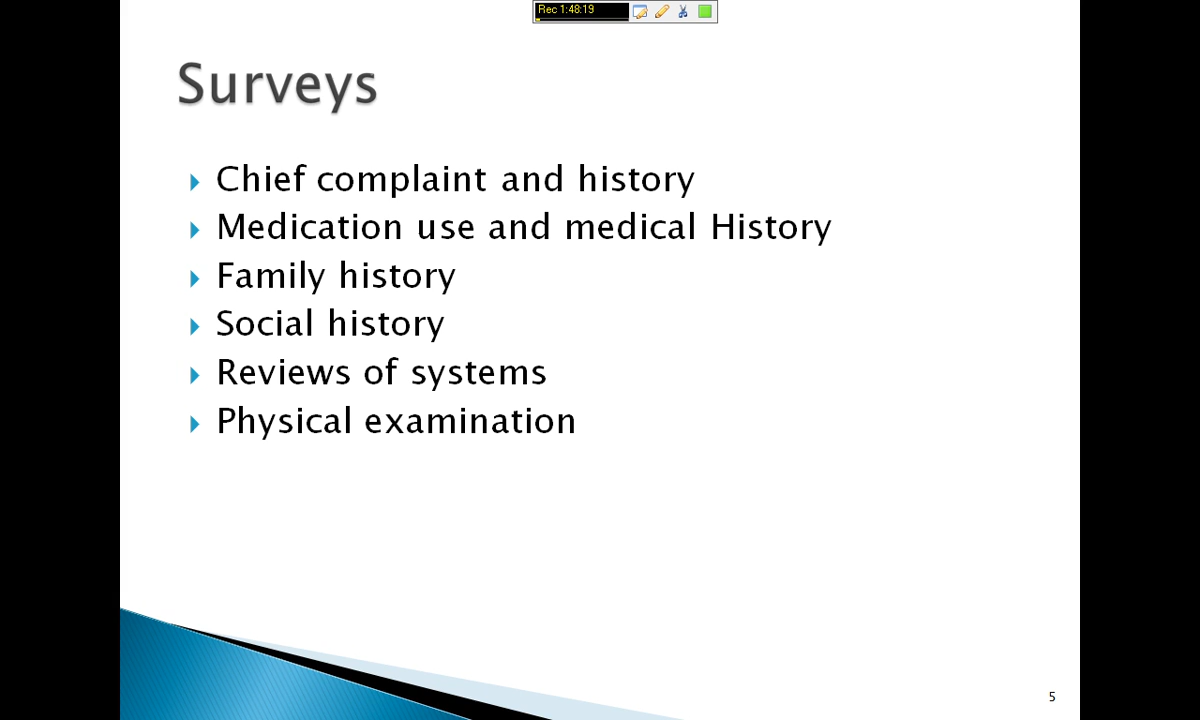 Rec 1:48:19
Surveys
Chief complaint and history
Medication use and medical History
Family history
Social history
Reviews of systems
Physical examination
5